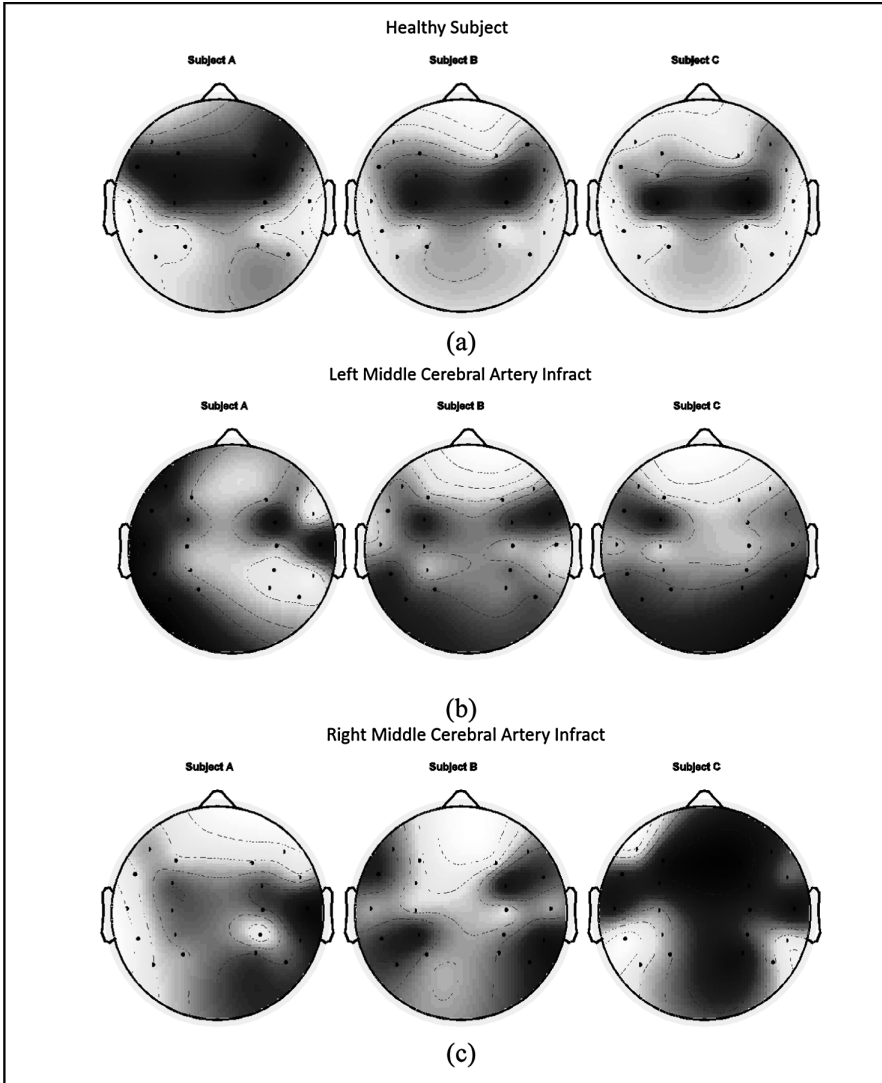 Healthy Subject
Subject A Subject B Subject C
(a)
Left Middle Cerebral Artery Infract
Subject A Subject B Subject C
(b)
Right Middle Cerebral Artery Infract
Subject A Subject B Subject C
(c)